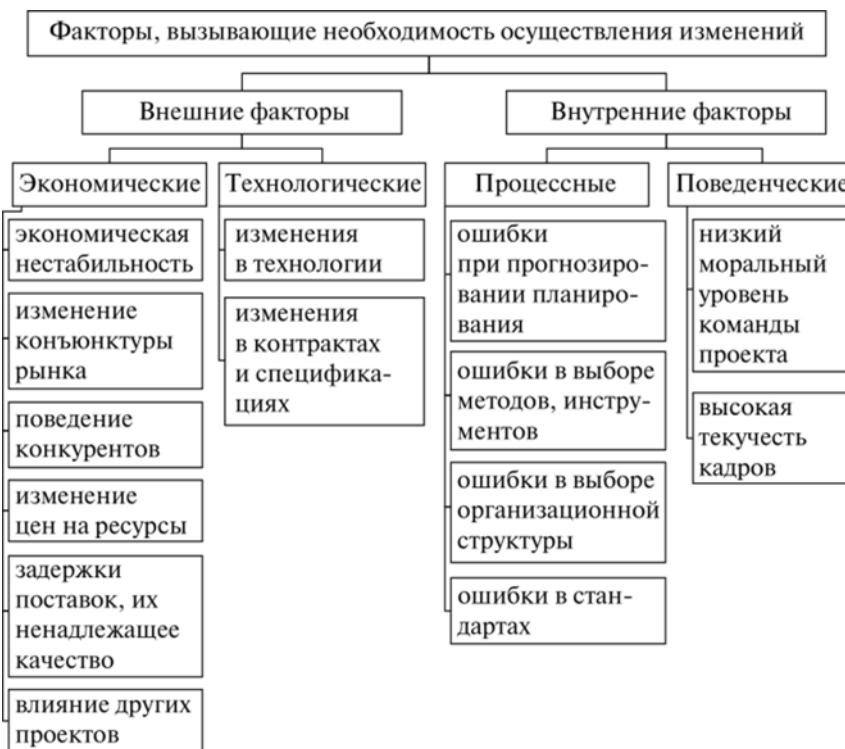 Факторы, вызывающие необходимость осуществления изменений
Внешние факторы
Внутренние факторы
Экономические
Технологические
Процессные
Поведенческие
экономическая
нестабильность
изменение
конъюнктуры
рынка
поведение
конкурентов
изменение
цен на ресурсы
задержки
поставок, их
ненадлежащее
качество
влияние других
проектов
изменения
в технологии
изменения
в контрактах
и специфика-
циях
ошибки
при прогнозиро-
вании планиро-
вания
ошибки в выборе
методов, инстру-
ментов
ошибки в выборе
организационной
структуры
ошибки в стан-
дартах
низкий
моральный
уровень
команды
проекта
высокая
текучесть
кадров